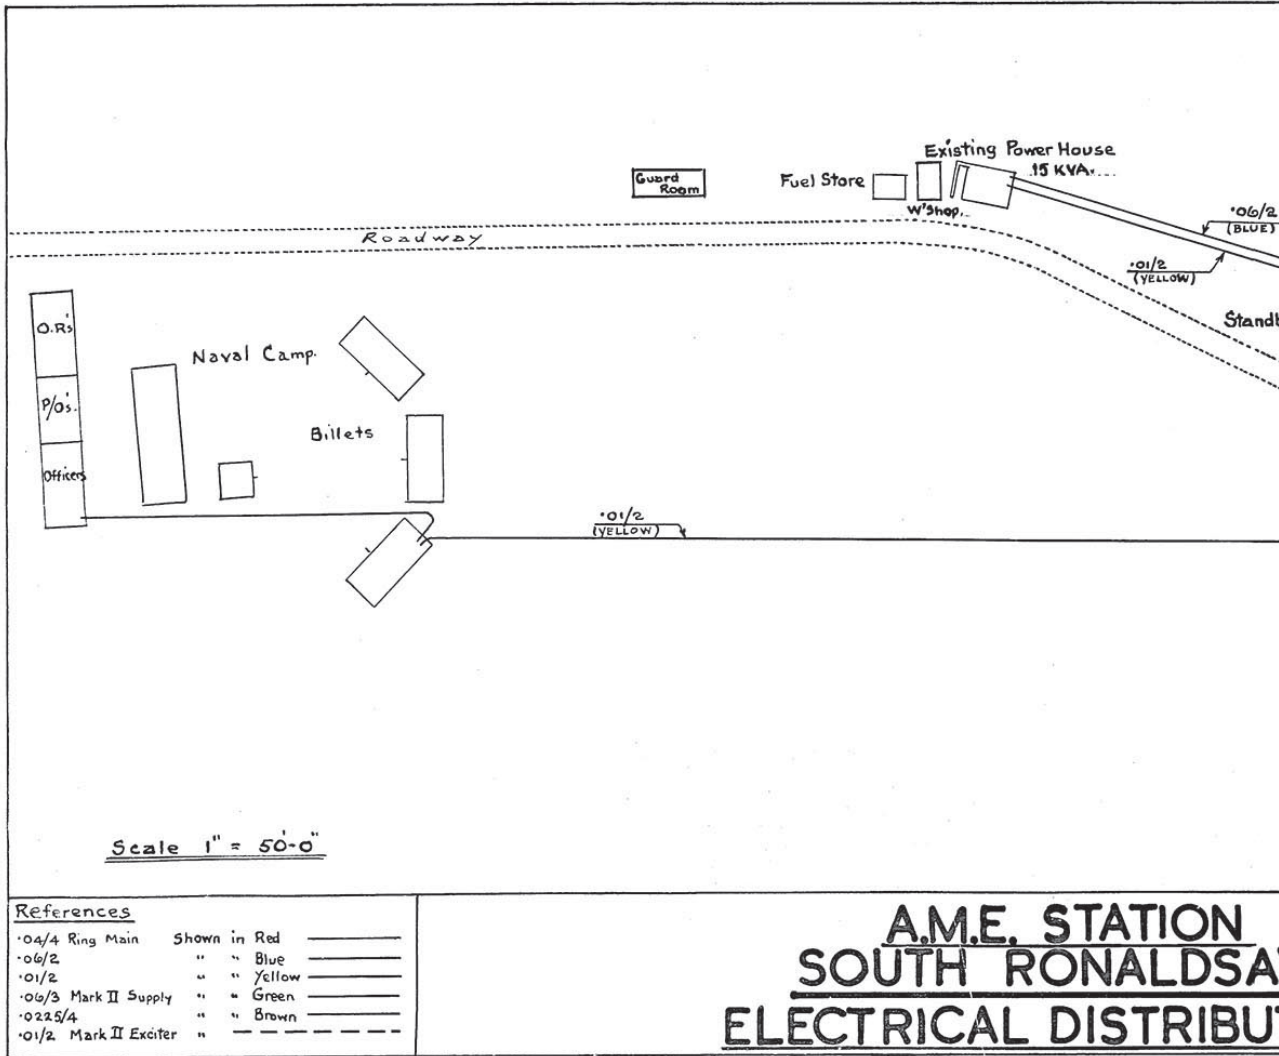 Existing Power House
15 KVA.
Guard
Room
Fuel Store
W'Shop.
·06/2
(BLUE)
Roadway
·01/2
(YELLOW)
O.R's
Naval Camp.
P/O's.
Billets
Officers
·01/2
(YELLOW)
Scale 1" = 50'-0"
References
·04/4 Ring Main Shown in Red
·06/2 " " Blue
·01/2 " " Yellow
·06/3 Mark II Supply " " Green
·0225/4 " " Brown
·01/2 Mark II Exciter "
A.M.E. STATION
SOUTH RONALDSA
ELECTRICAL DISTRIBU